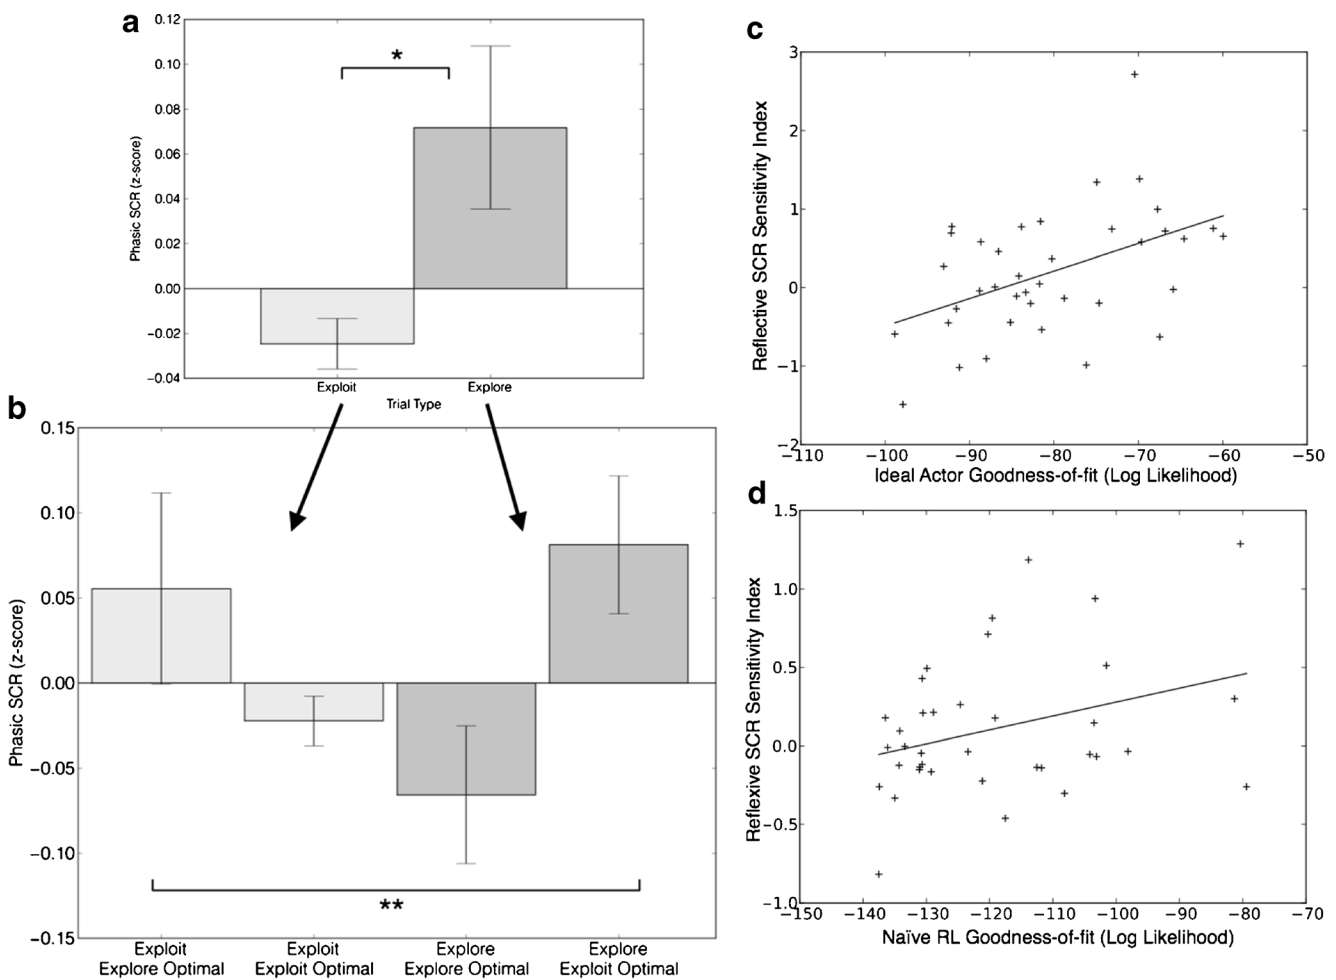 a
0.12
0.10
0.08
0.06
0.04
0.02
0.00
−0.02
−0.04
Phasic SCR (z-score)
*
Exploit Explore
Trial Type
b
0.15
0.10
0.05
0.00
−0.05
−0.10
−0.15
Phasic SCR (z-score)
**
Exploit Exploit Explore Explore
Explore Optimal Exploit Optimal Explore Optimal Exploit Optimal
c
3
2
1
0
−1
−2
Reflective SCR Sensitivity Index
−110 −100 −90 −80 −70 −60 −50
Ideal Actor Goodness-of-fit (Log Likelihood)
d
1.5
1.0
0.5
0.0
−0.5
−1.0
Reflexive SCR Sensitivity Index
−150 −140 −130 −120 −110 −100 −90 −80 −70
Naïve RL Goodness-of-fit (Log Likelihood)